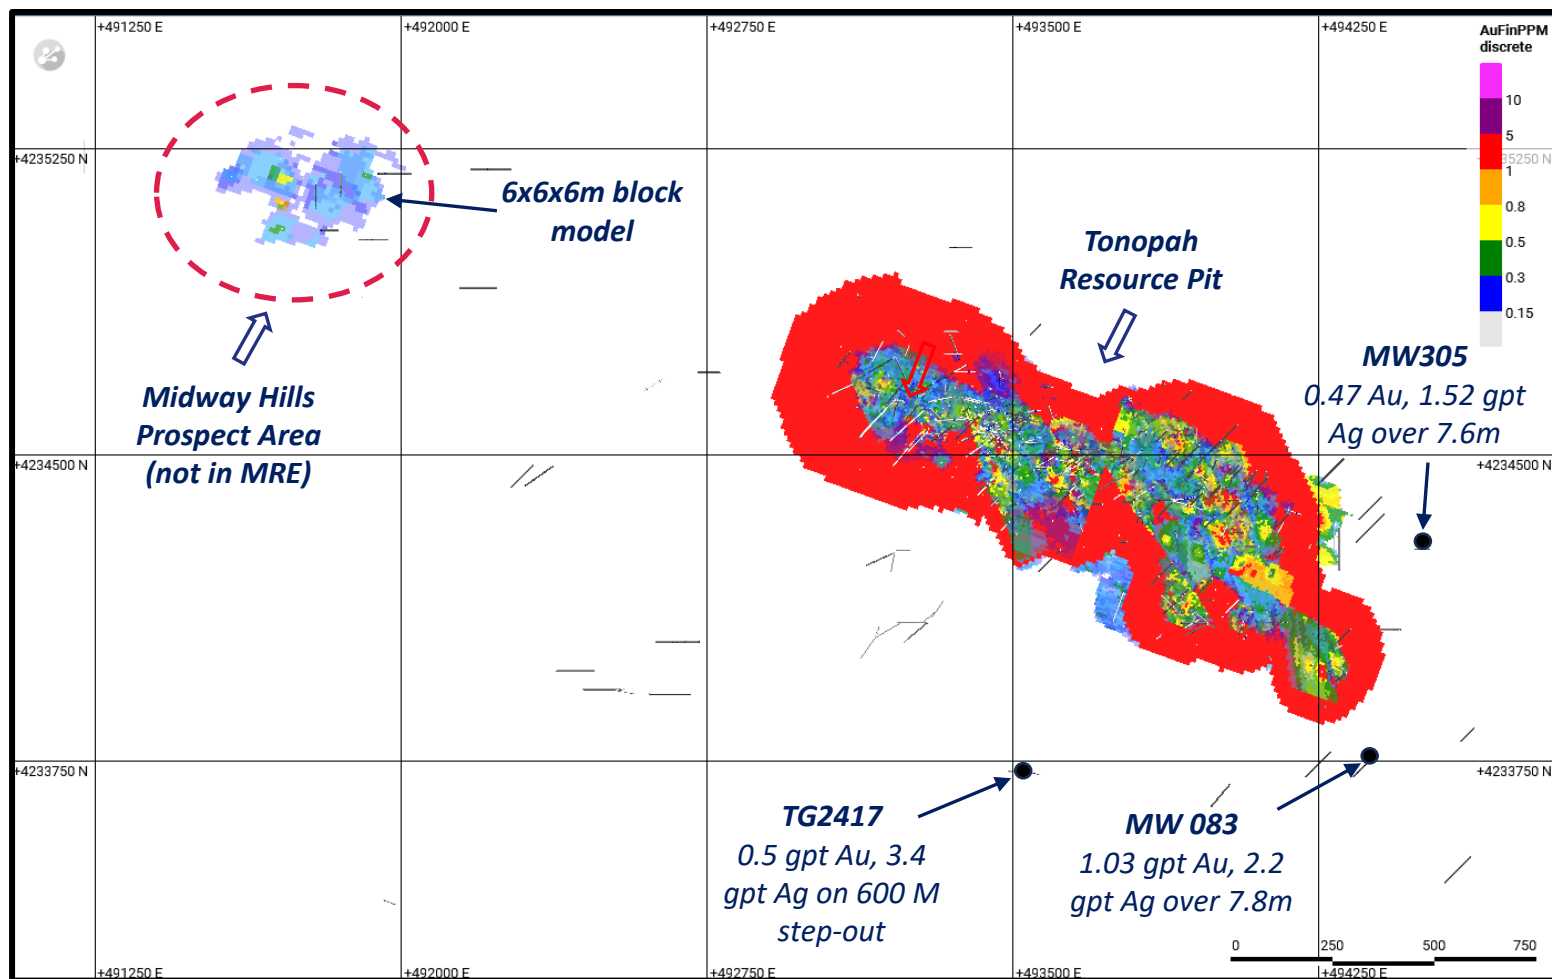 +491250 E
+492000 E
+492750 E
+493500 E
+494250 E
AuFinPPM
discrete
10
5
1
0.8
0.5
0.3
0.15
+4235250 N
+4235250 N
6x6x6m block
model
Tonopah
Resource Pit
Midway Hills
Prospect Area
(not in MRE)
MW305
0.47 Au, 1.52 gpt
Ag over 7.6m
+4234500 N
+4234500 N
+4233750 N
+4233750 N
TG2417
0.5 gpt Au, 3.4
gpt Ag on 600 M
step-out
MW 083
1.03 gpt Au, 2.2
gpt Ag over 7.8m
0
250
500
750
+491250 E
+492000 E
+492750 E
+493500 E
+494250 E